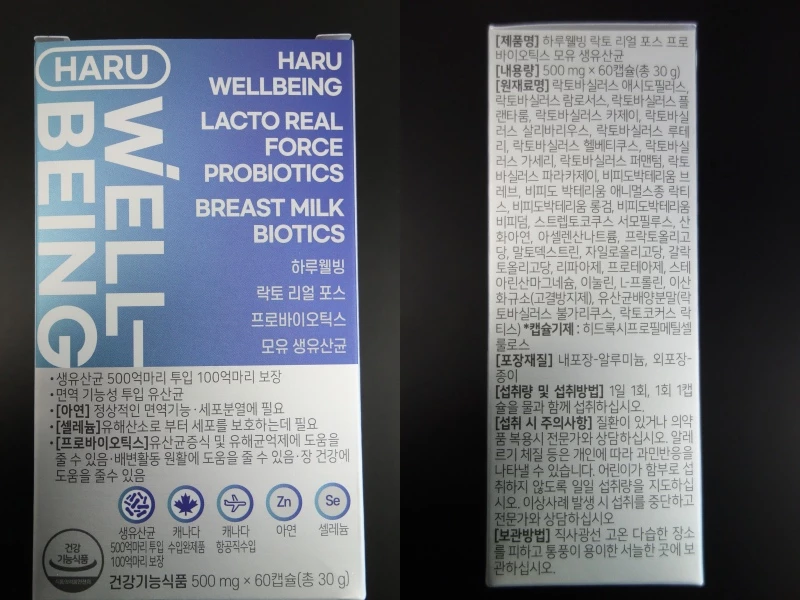 HARU
WELL-
BEING
HARU
WELLBEING
LACTO REAL
FORCE
PROBIOTICS
BREAST MILK
BIOTICS
하루웰빙
락토 리얼 포스
프로바이오틱스
모유 생유산균
·생유산균 500억마리 투입 100억마리 보장
·면역 기능성 투입 유산균
·[아연] 정상적인 면역기능·세포분열에 필요
·[셀레늄]유해산소로 부터 세포를 보호하는데 필요
·[프로바이오틱스]유산균증식 및 유해균억제에 도움을
줄 수 있음·배변활동 원활에 도움을 줄 수 있음·장 건강에
도움을 줄수 있음
Zn
Se
생유산균
500억마리 투입
100억마리 보장
캐나다
수입완제품
캐나다
항공직수입
아연
셀레늄
건강
기능식품
건강기능식품 500 mg × 60캡슐(총 30 g)
[제품명] 하루웰빙 락토 리얼 포스 프로
바이오틱스 모유 생유산균
[내용량] 500 mg × 60캡슐(총 30 g)
[원재료명] 락토바실러스 애시도필러스,
락토바실러스 람로서스, 락토바실러스 플
랜타룸, 락토바실러스 카제이, 락토바실
러스 살리바리우스, 락토바실러스 루테
리, 락토바실러스 헬베티쿠스, 락토바실러
스 가세리, 락토바실러스 퍼멘텀, 락토
바실러스 파라카제이, 비피도박테리움 브
레브, 비피도 박테리움 애니멀스종 락티
스, 비피도박테리움 롱검, 비피도박테리움
비피덤, 스트렙토코쿠스 서모필루스, 산
화아연, 아셀렌산나트륨, 프락토올리고
당, 말토덱스트린, 자일로올리고당, 갈락
토올리고당, 리파아제, 프로테아제, 스테
아린산마그네슘, 이눌린, L-프롤린, 이산
화규소(고결방지제), 유산균배양분말(락
토바실러스 불가리쿠스, 락토코커스 락
티스) *캡슐기제 : 히드록시프로필메틸셀
룰로스
[포장재질] 내포장-알루미늄, 외포장-
종이
[섭취량 및 섭취방법] 1일 1회, 1회 1캡
슐을 물과 함께 섭취하십시오.
[섭취 시 주의사항] 질환이 있거나 의약
품 복용시 전문가와 상담하십시오. 알레
르기 체질 등은 개인에 따라 과민반응을
나타낼 수 있습니다. 어린이가 함부로 섭
취하지 않도록 일일 섭취량을 지도하십
시오. 이상사례 발생 시 섭취를 중단하고
전문가와 상담하십시오
[보관방법] 직사광선 고온 다습한 장소
를 피하고 통풍이 용이한 서늘한 곳에 보
관하십시오.